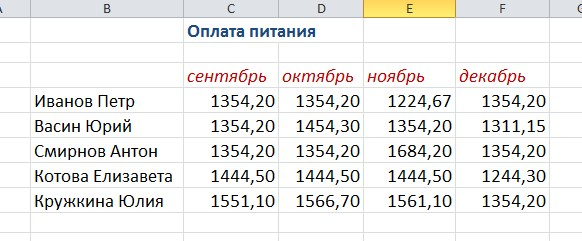 A B C D E F G
Оплата питания
сентябрь октябрь ноябрь декабрь
Иванов Петр 1354,20 1354,20 1224,67 1354,20
Васин Юрий 1354,20 1454,30 1354,20 1311,15
Смирнов Антон 1354,20 1354,20 1684,20 1354,20
Котова Елизавета 1444,50 1444,50 1444,50 1244,30
Кружкина Юлия 1551,10 1566,70 1561,10 1354,20